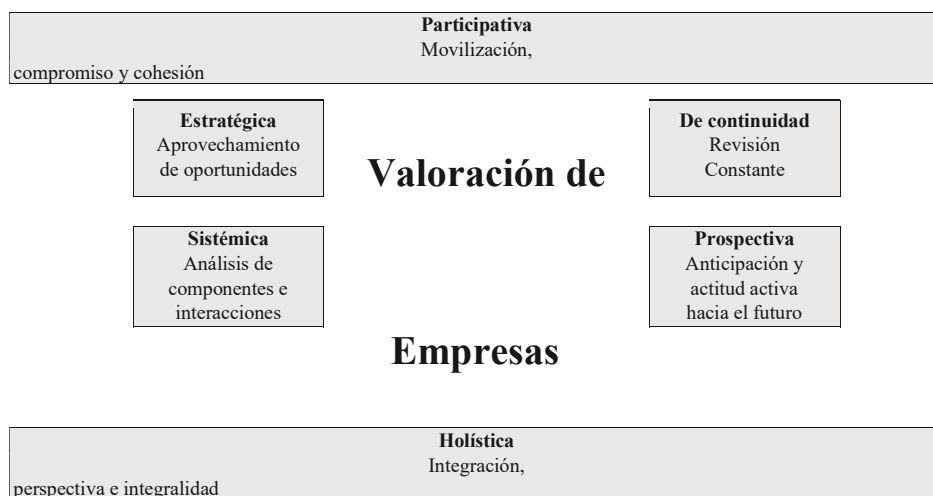 Participativa
Movilización,
compromiso y cohesión
Estratégica
Aprovechamiento
de oportunidades
De continuidad
Revisión
Constante
Valoración de
Sistémica
Análisis de
componentes e
interacciones
Prospectiva
Anticipación y
actitud activa
hacia el futuro
Empresas
Holística
Integración,
perspectiva e integralidad